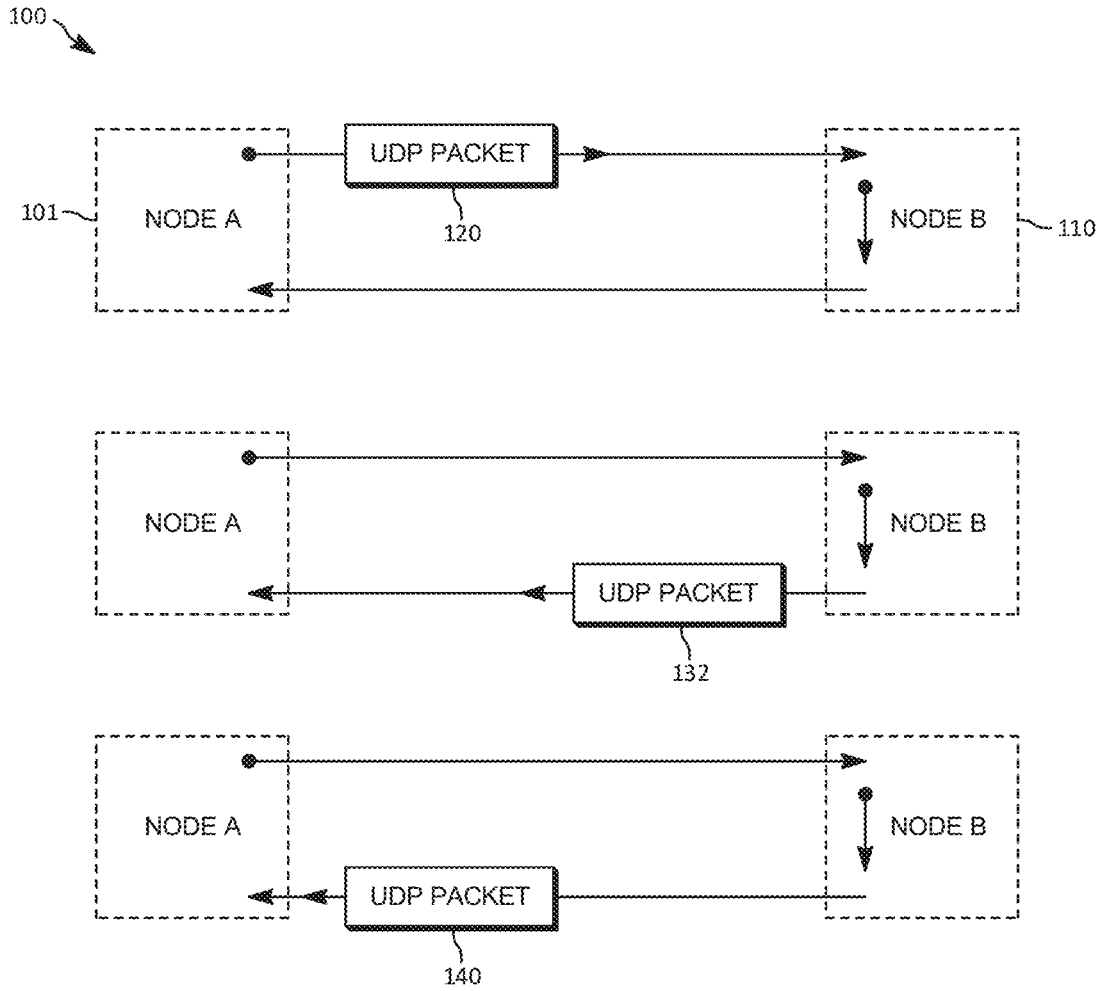 100
UDP PACKET
101
NODE A
120
NODE B
110
NODE A
NODE B
UDP PACKET
132
NODE A
NODE B
UDP PACKET
140